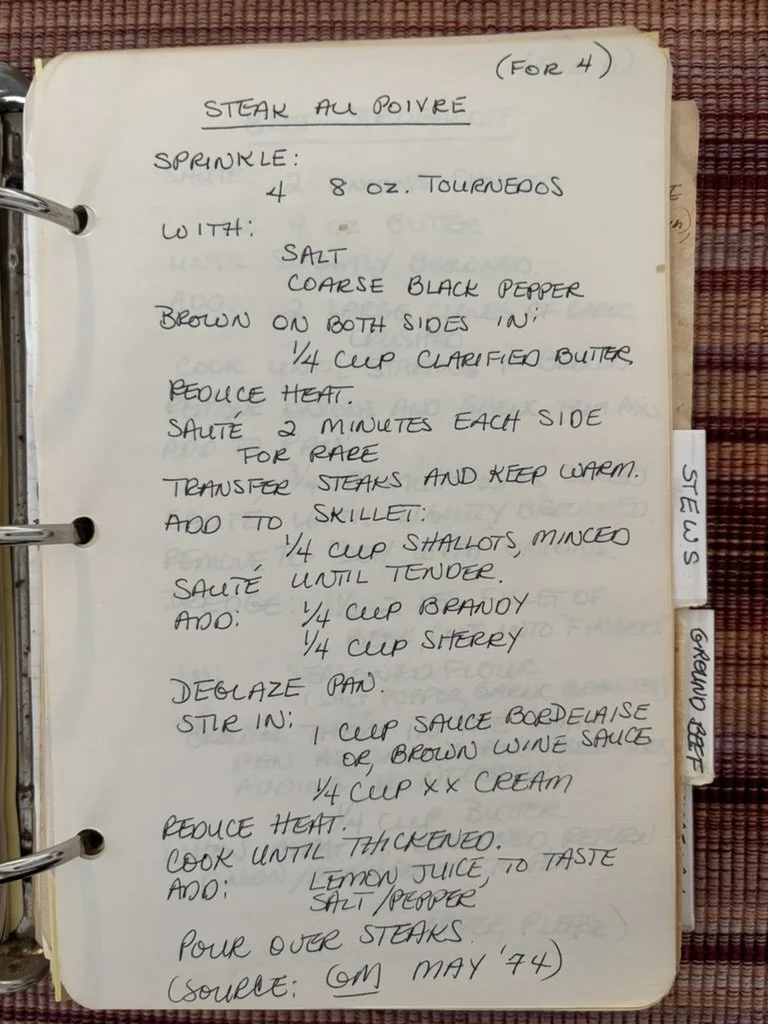 (FOR 4)
STEAK AU POIVRE
SPRINKLE:
4 8 OZ. TOURNEDOS
WITH:
SALT
COARSE BLACK PEPPER
BROWN ON BOTH SIDES IN:
1/4 CUP CLARIFIED BUTTER
REDUCE HEAT.
SAUTÉ 2 MINUTES EACH SIDE
FOR RARE
TRANSFER STEAKS AND KEEP WARM.
ADD TO SKILLET:
1/4 CUP SHALLOTS, MINCED
SAUTÉ UNTIL TENDER.
ADD: 1/4 CUP BRANDY
1/4 CUP SHERRY
DEGLAZE PAN.
STIR IN: 1 CUP SAUCE BORDELAISE
OR, BROWN WINE SAUCE
1/4 CUP XX CREAM
REDUCE HEAT.
COOK UNTIL THICKENED.
ADD: LEMON JUICE, TO TASTE
SALT/PEPPER
POUR OVER STEAKS.
(SOURCE: GM MAY '74)
STEWS
GROUND BEEF